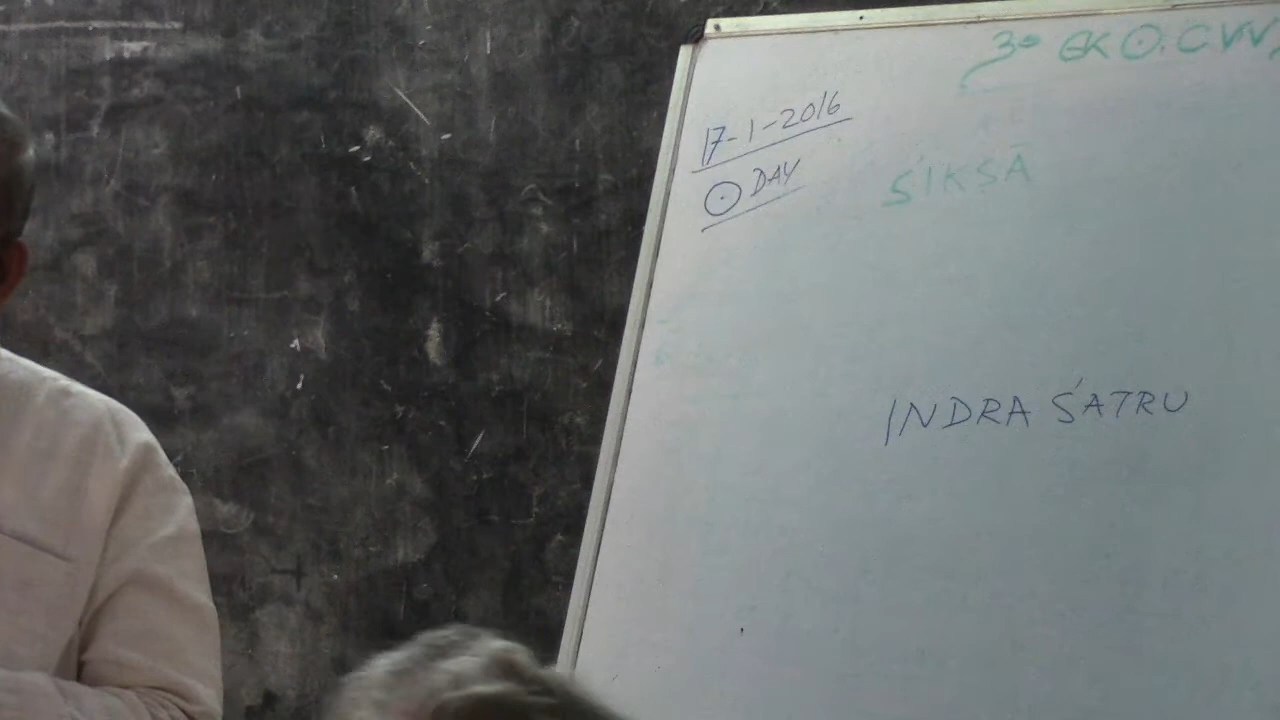 17-1-2016
☉ DAY
ŚIKṢĀ
INDRA ŚATRU